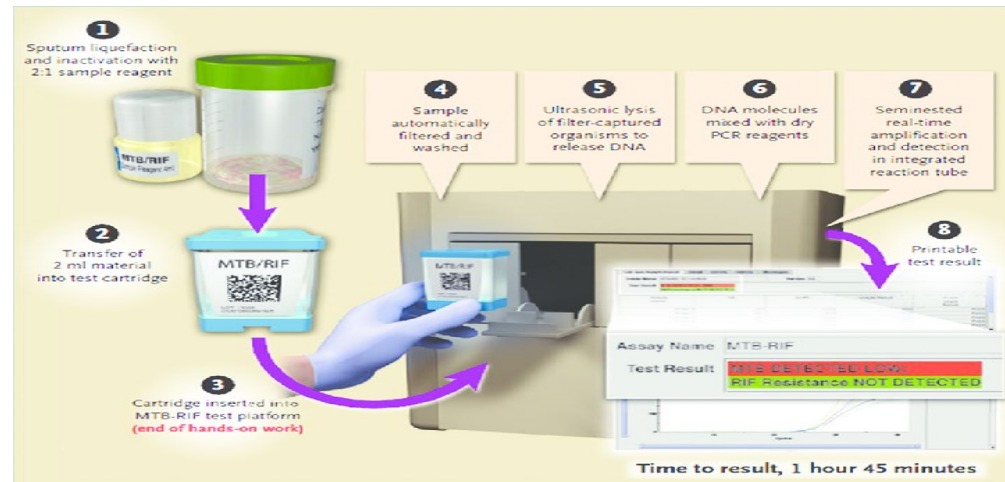 1
Sputum liquefaction
and inactivation with
2:1 sample reagent
MTB/RIF
Sample Reagent
2
Transfer of
2 ml material
into test cartridge
MTB/RIF
3
Cartridge inserted into
MTB-RIF test platform
(end of hands-on work)
4
Sample
automatically
filtered and
washed
MTB/RIF
5
Ultrasonic lysis
of filter-captured
organisms to
release DNA
6
DNA molecules
mixed with dry
PCR reagents
7
Seminested
real-time
amplification
and detection
in integrated
reaction tube
8
Printable
test result
Assay Name MTB-RIF
Test Result MTB DETECTED LOW;
RIF Resistance NOT DETECTED
Time to result, 1 hour 45 minutes